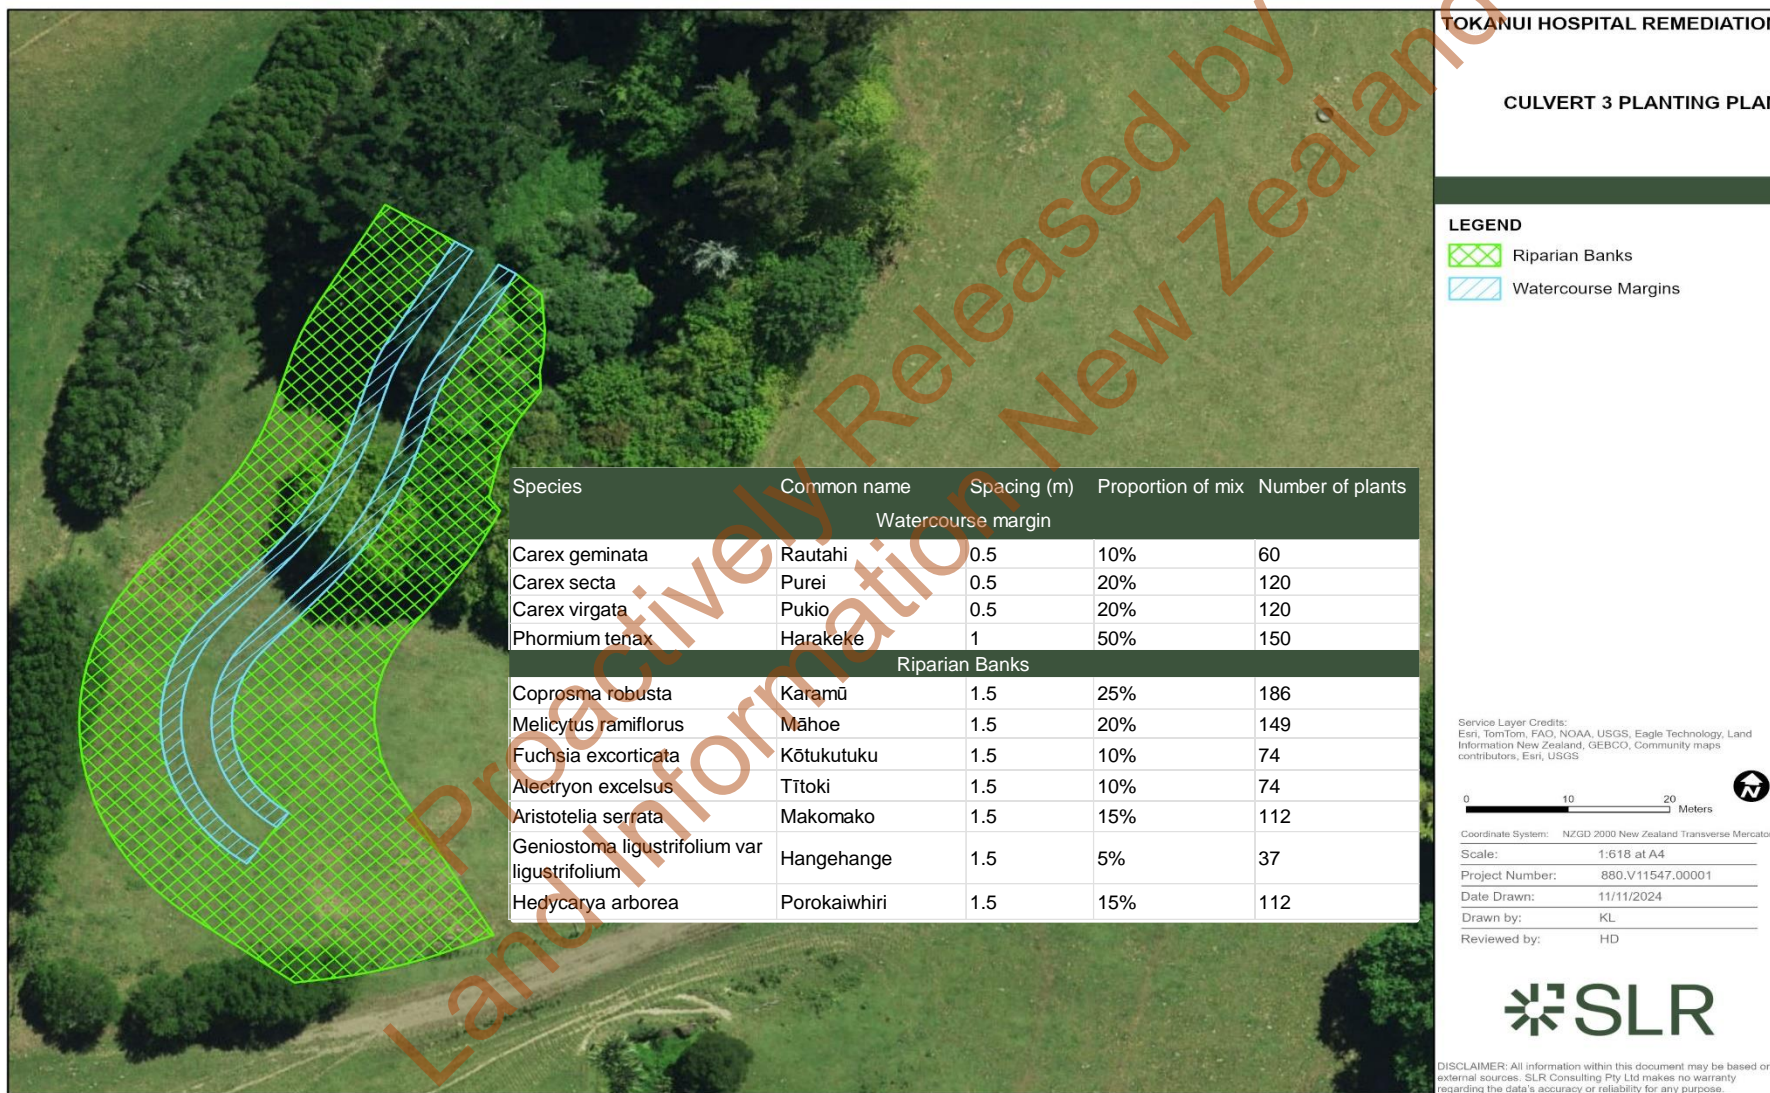 TOKANUI HOSPITAL REMEDIATION
CULVERT 3 PLANTING PLAN
LEGEND
Riparian Banks
Watercourse Margins
Species Common name Spacing (m) Proportion of mix Number of plants
Watercourse margin
Carex geminata Rautahi 0.5 10% 60
Carex secta Purei 0.5 20% 120
Carex virgata Pukio 0.5 20% 120
Phormium tenax Harakeke 1 50% 150
Riparian Banks
Coprosma robusta Karamū 1.5 25% 186
Melicytus ramiflorus Māhoe 1.5 20% 149
Fuchsia excorticata Kōtukutuku 1.5 10% 74
Alectryon excelsus Tītoki 1.5 10% 74
Aristotelia serrata Makomako 1.5 15% 112
Geniostoma ligustrifolium var
ligustrifolium Hangehange 1.5 5% 37
Hedycarya arborea Porokaiwhiri 1.5 15% 112
Service Layer Credits:
Esri, TomTom, FAO, NOAA, USGS, Eagle Technology, Land
Information New Zealand, GEBCO, Community maps
contributors, Esri, USGS
N
0 10 20
Meters
Coordinate System: NZGD 2000 New Zealand Transverse Mercator
Scale: 1:618 at A4
Project Number: 880.V11547.00001
Date Drawn: 11/11/2024
Drawn by: KL
Reviewed by: HD
SLR
DISCLAIMER: All information within this document may be based on
external sources. SLR Consulting Pty Ltd makes no warranty
regarding the data's accuracy or reliability for any purpose.
Proactively Released by
Land Information New Zealand